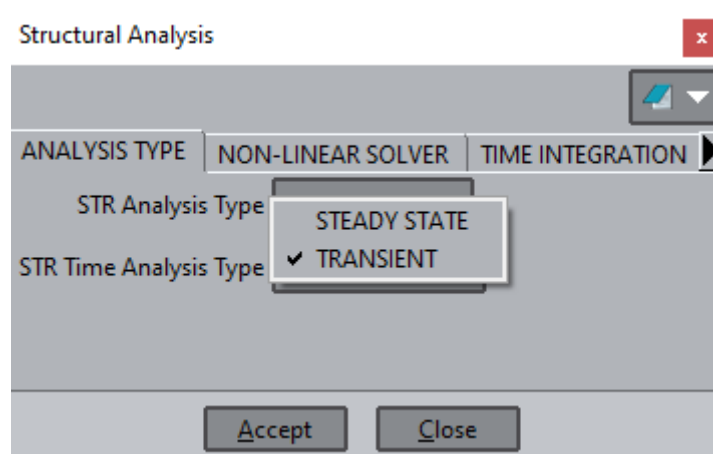 Structural Analysis
x
ANALYSIS TYPE NON-LINEAR SOLVER TIME INTEGRATION
STR Analysis Type
STEADY STATE
✔ TRANSIENT
STR Time Analysis Type
Accept Close